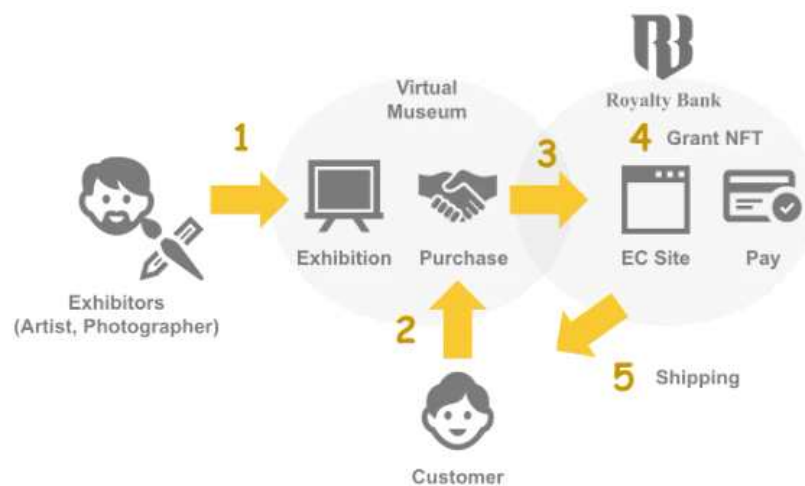 Virtual
Museum
Royalty Bank
1
3
4 Grant NFT
Exhibition
Purchase
EC Site
Pay
Exhibitors
(Artist, Photographer)
2
5 Shipping
Customer